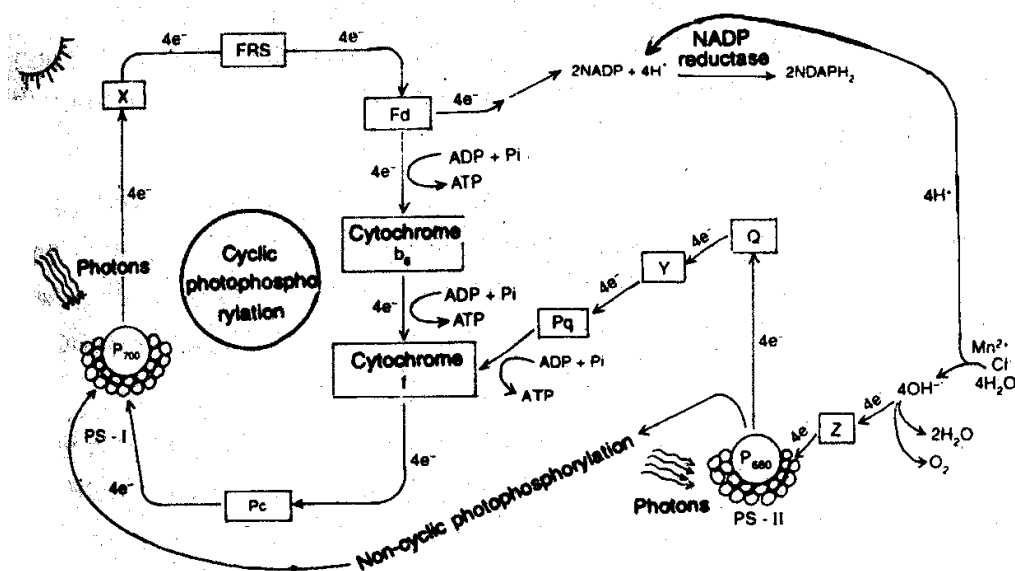 4e⁻
FRS
4e⁻
X
Fd
4e⁻
2NADP + 4H⁺
NADP
reductase
2NDAPH₂
4e⁻
ADP + Pi
ATP
4e⁻
4H⁺
Photons
Cyclic
photophospho
rylation
Cytochrome
b₆
4e⁻
ADP + Pi
ATP
Q
4e⁻
Y
4e⁻
Pq
P₇₀₀
Cytochrome
f
ADP + Pi
ATP
4e⁻
Mn²⁺
Cl⁻
4H₂O
4OH⁻
4e⁻
Z
4e⁻
2H₂O
O₂
PS - I
4e⁻
4e⁻
Pc
Non-cyclic photophosphorylation
P₆₈₀
Photons
PS - II